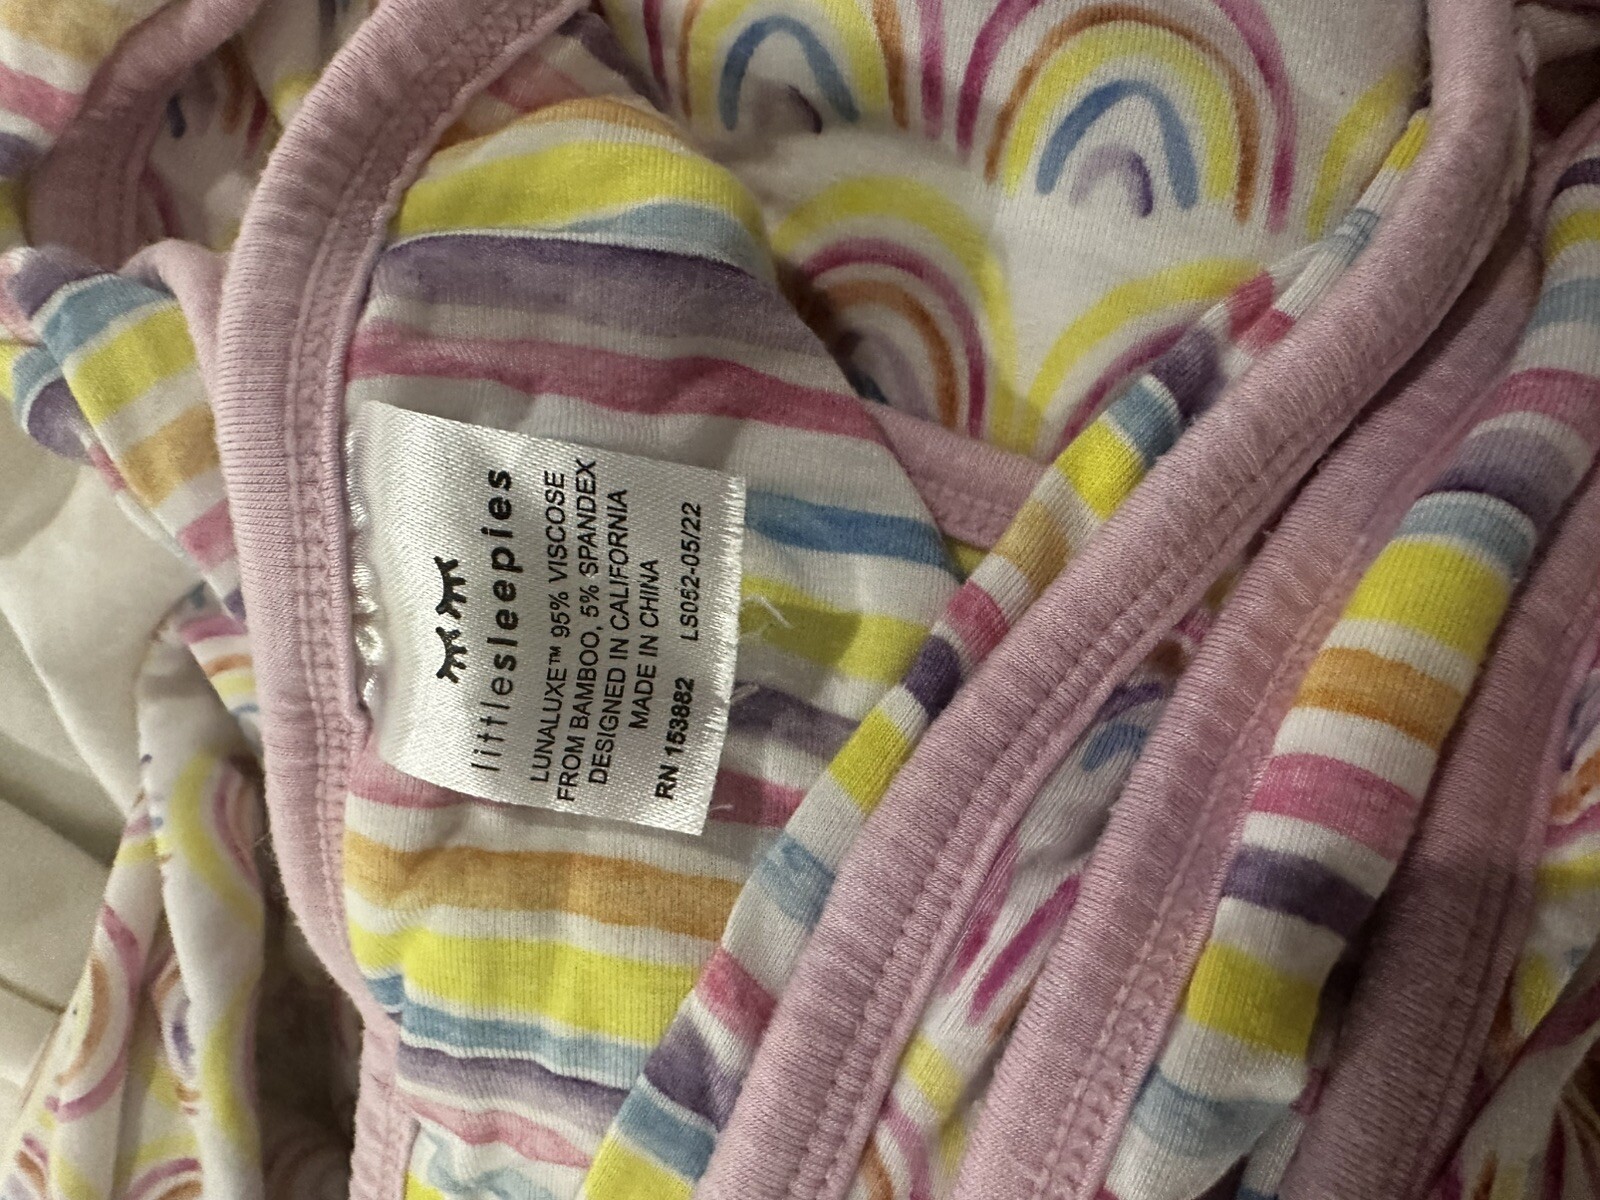 littlesleepies
LUNALUXE™ 95% VISCOSE
FROM BAMBOO, 5% SPANDEX
DESIGNED IN CALIFORNIA
MADE IN CHINA
RN 153882 LS052-05/22